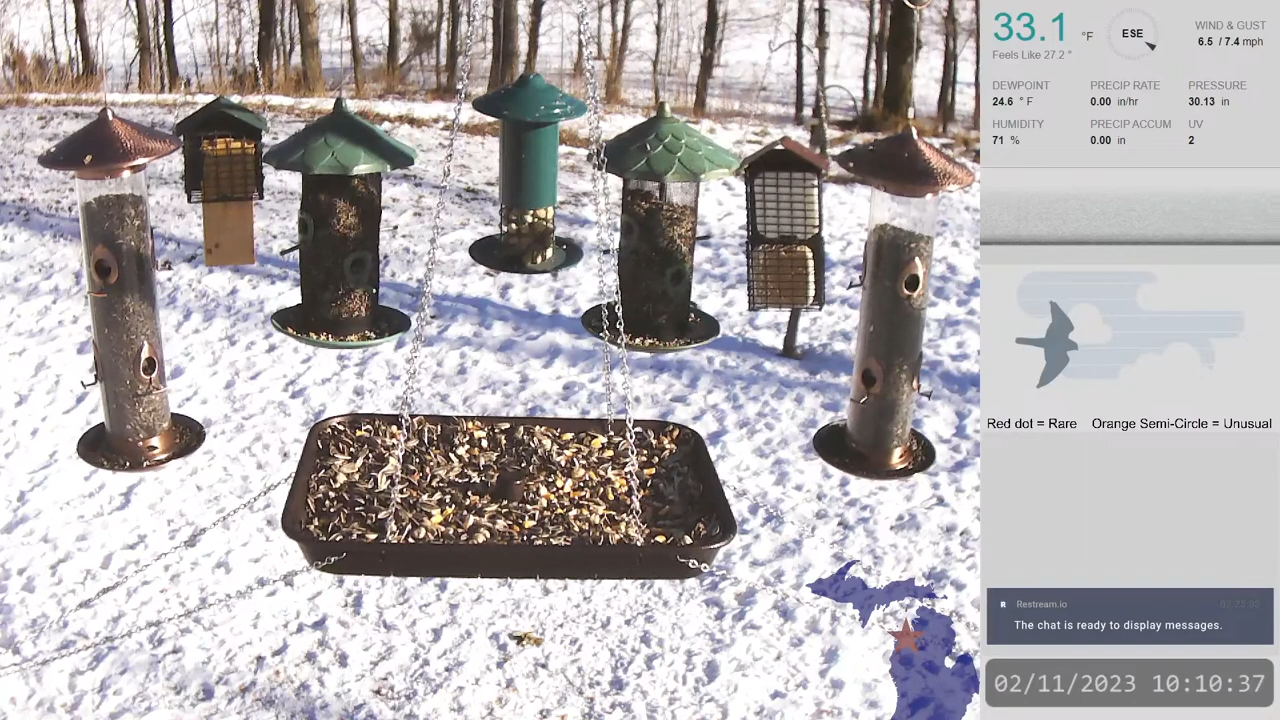 33.1 °F
Feels Like 27.2 °
ESE
WIND & GUST
6.5 / 7.4 mph
DEWPOINT
24.6 ° F
PRECIP RATE
0.00 in/hr
PRESSURE
30.13 in
HUMIDITY
71 %
PRECIP ACCUM
0.00 in
UV
2
Red dot = Rare Orange Semi-Circle = Unusual
R Restream.io
The chat is ready to display messages.
02/11/2023 10:10:37